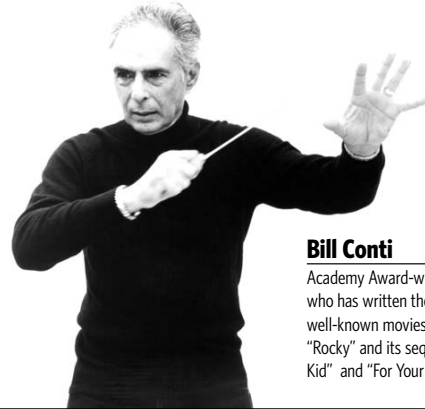 Bill Conti
Academy Award-w
who has written the
well-known movies
“Rocky” and its seq
Kid” and “For Your